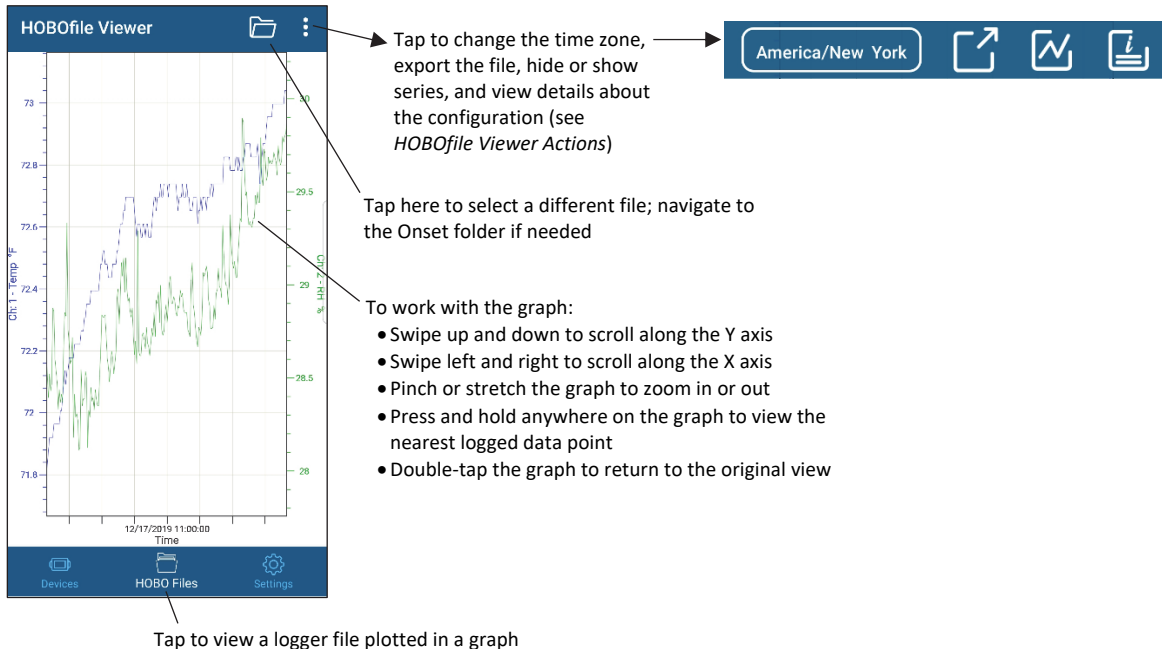 HOBOfile Viewer
Tap to change the time zone,
export the file, hide or show
series, and view details about
the configuration (see
HOBOfile Viewer Actions)
America/New York
i
Tap here to select a different file; navigate to
the Onset folder if needed
To work with the graph:
• Swipe up and down to scroll along the Y axis
• Swipe left and right to scroll along the X axis
• Pinch or stretch the graph to zoom in or out
• Press and hold anywhere on the graph to view the
nearest logged data point
• Double-tap the graph to return to the original view
Ch: 1 - Temp °F
73
72.8
72.6
72.4
72.2
72
71.8
Ch: 2 - RH %
30
29.5
29
28.5
28
12/17/2019 11:00:00
Time
Devices
HOBO Files
Settings
Tap to view a logger file plotted in a graph